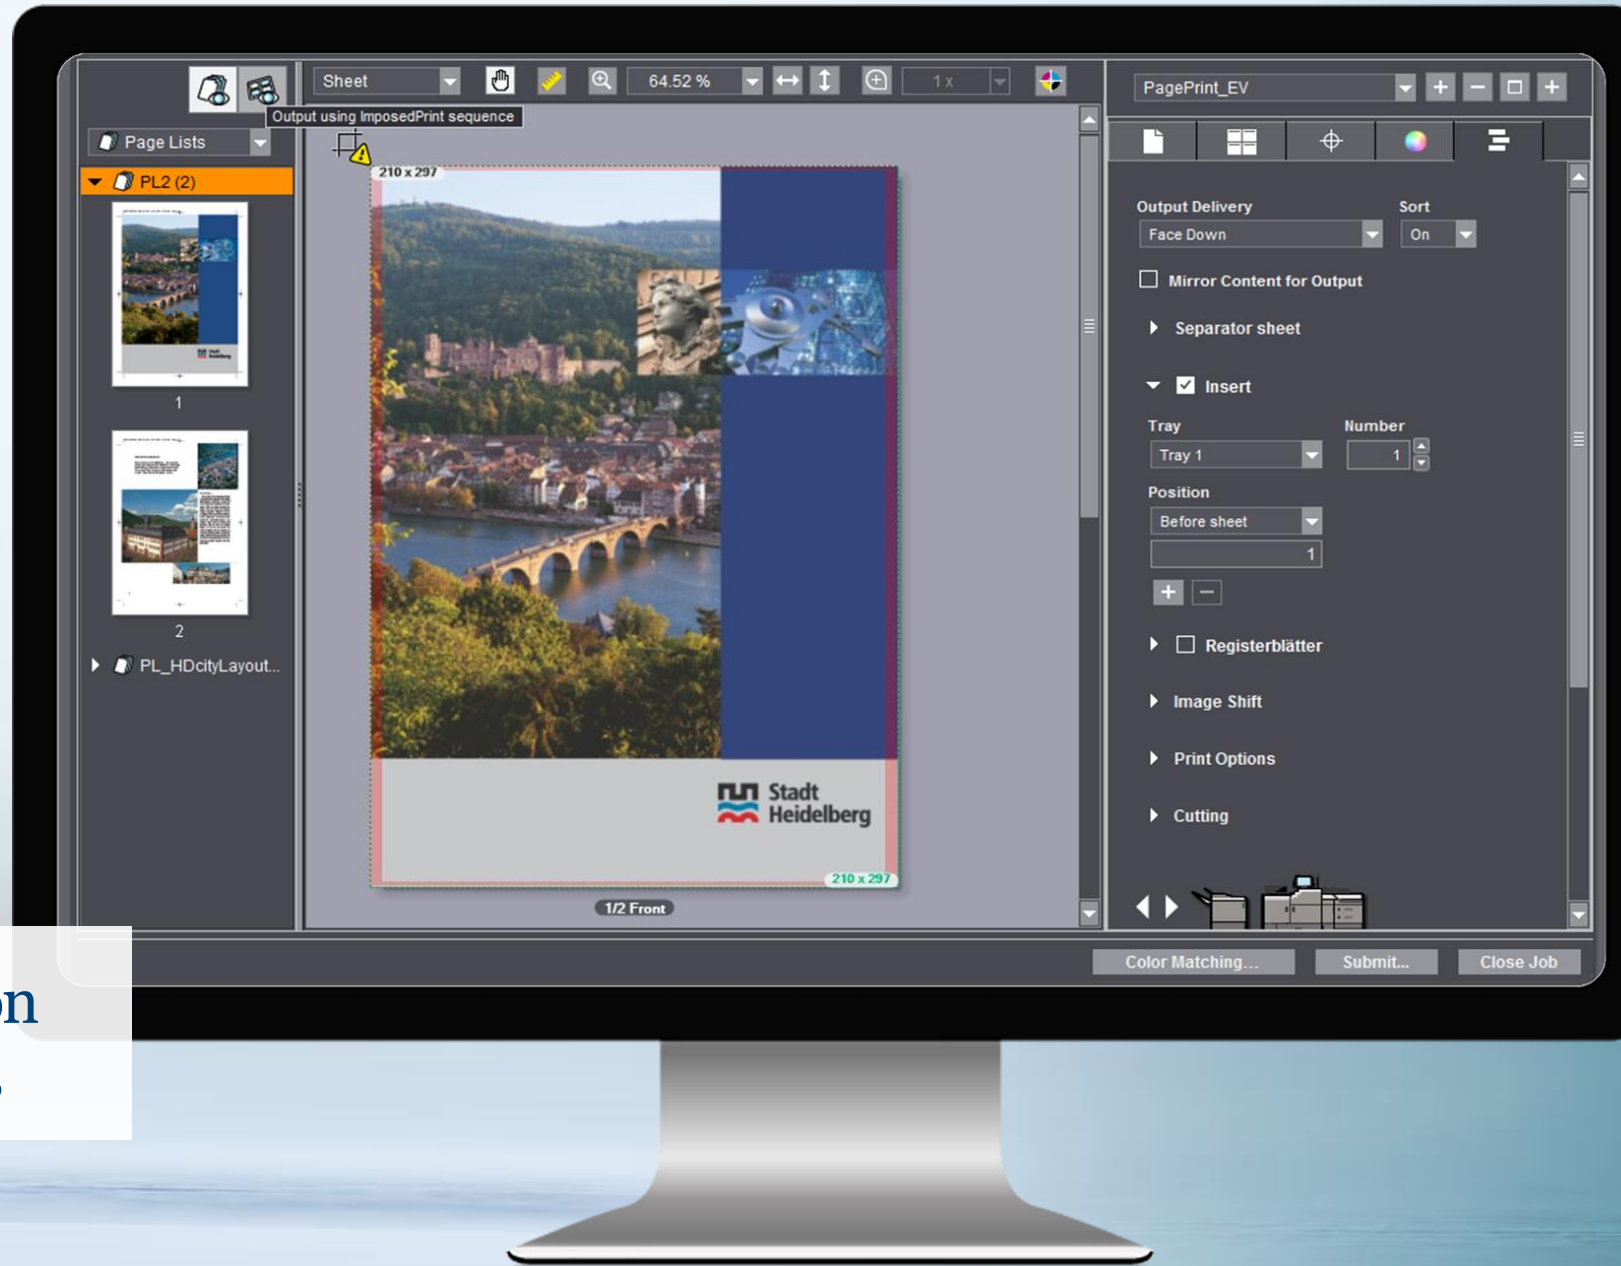 Sheet
64.52 %
1 x
Output using ImposedPrint sequence
Page Lists
PL2 (2)
1
2
PL_HDcityLayout...
210 x 297
Stadt
Heidelberg
210 x 297
1/2 Front
PagePrint_EV
Output Delivery
Sort
Face Down
On
Mirror Content for Output
Separator sheet
Insert
Tray
Number
Tray 1
1
Position
Before sheet
1
Registerblätter
Image Shift
Print Options
Cutting
Color Matching...
Submit...
Close Job